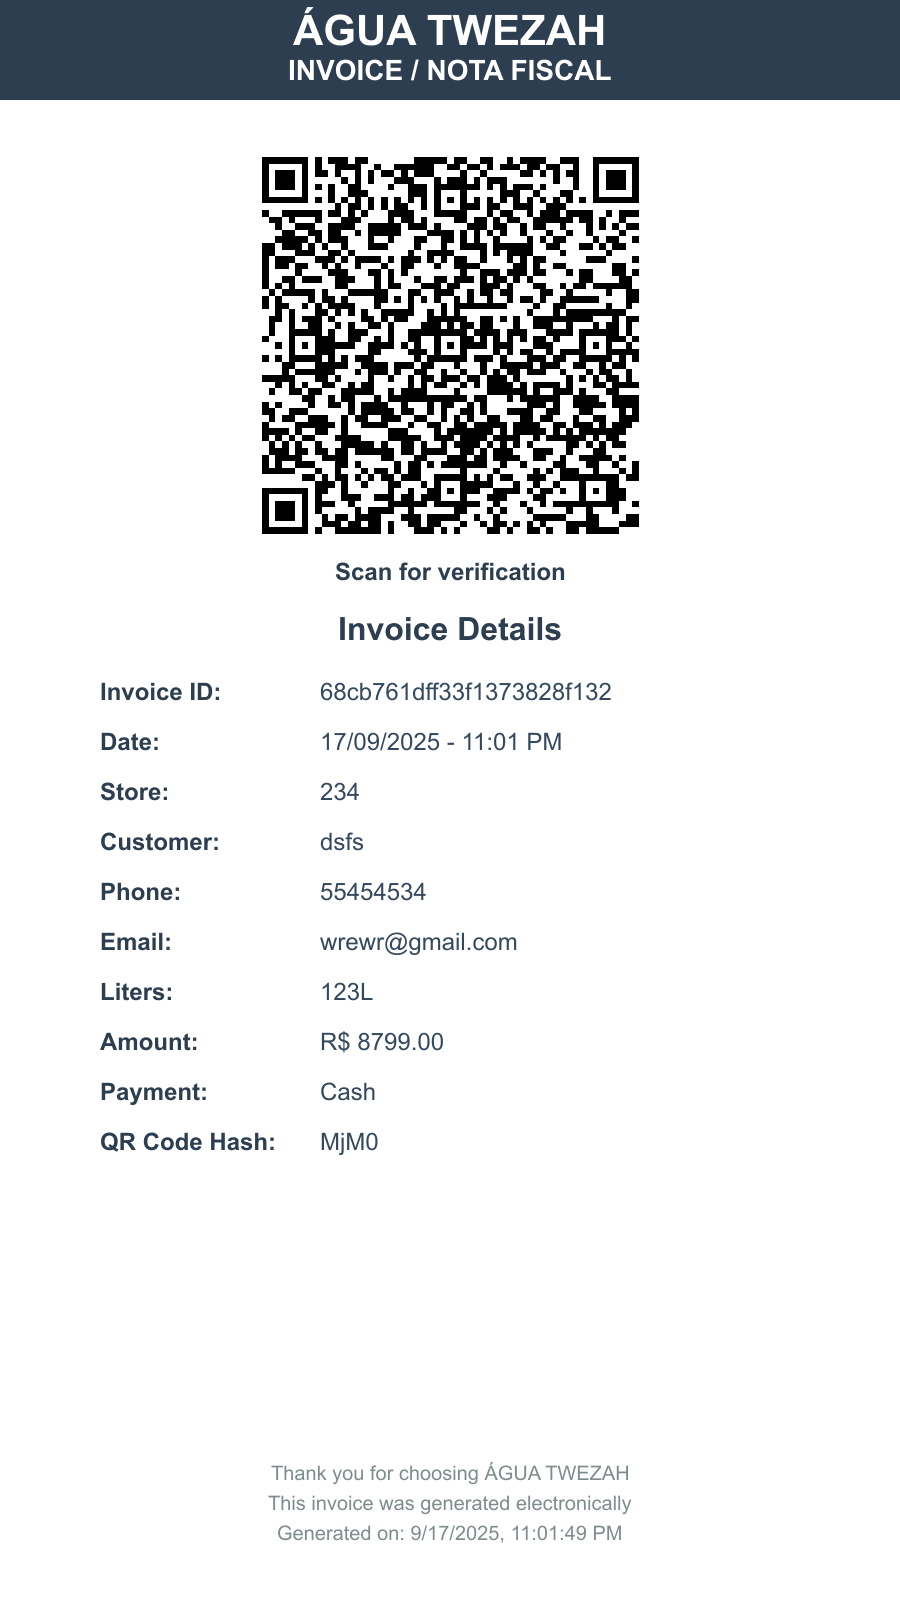 ÁGUA TWEZAH
INVOICE / NOTA FISCAL
Scan for verification
Invoice Details
Invoice ID: 68cb761dff33f1373828f132
Date: 17/09/2025 - 11:01 PM
Store: 234
Customer: dsfs
Phone: 55454534
Email: wrewr@gmail.com
Liters: 123L
Amount: R$ 8799.00
Payment: Cash
QR Code Hash: MjM0
Thank you for choosing ÁGUA TWEZAH
This invoice was generated electronically
Generated on: 9/17/2025, 11:01:49 PM